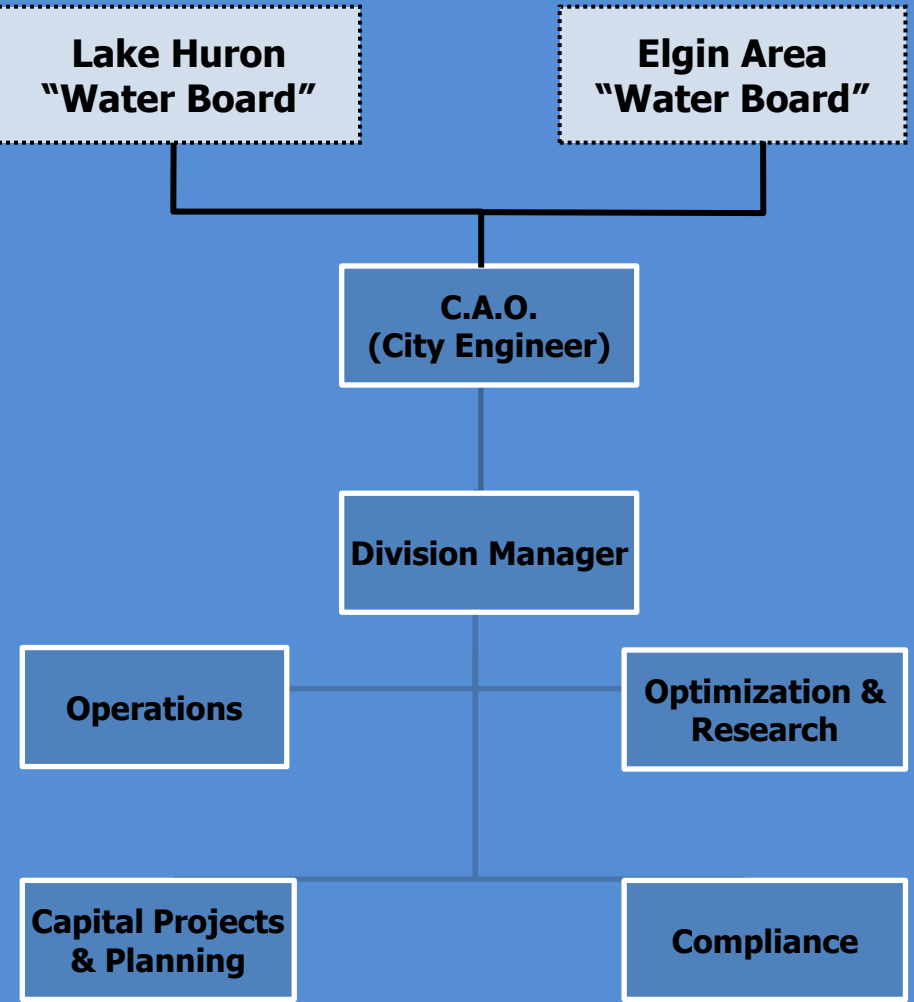 Lake Huron
“Water Board”
Elgin Area
“Water Board”
C.A.O.
(City Engineer)
Division Manager
Operations
Optimization &
Research
Capital Projects
& Planning
Compliance